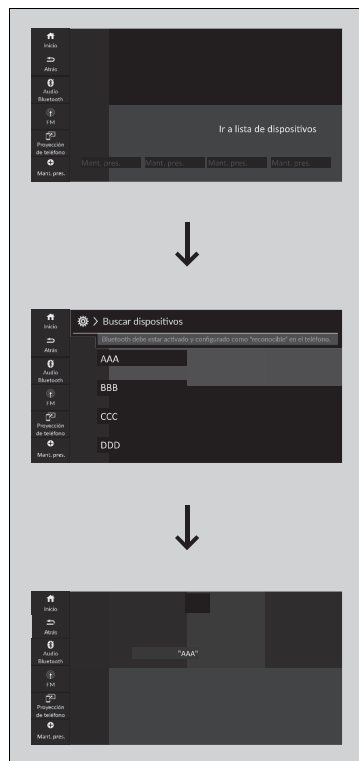 Inicio
Atrás
Audio
Bluetooth
FM
Proyección
de teléfono
Mant. pres.
Ir a lista de dispositivos
Mant. pres. Mant. pres. Mant. pres. Mant. pres.
Inicio
Atrás
Audio
Bluetooth
FM
Proyección
de teléfono
Mant. pres.
> Buscar dispositivos
Bluetooth debe estar activado y configurado como "reconocible" en el teléfono.
AAA
BBB
CCC
DDD
Inicio
Atrás
Audio
Bluetooth
FM
Proyección
de teléfono
Mant. pres.
"AAA"